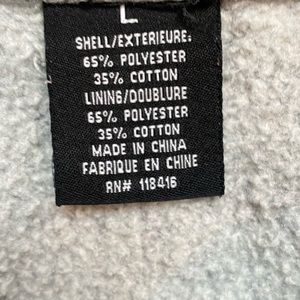 L
SHELL/EXTERIEURE:
65% POLYESTER
35% COTTON
LINING/DOUBLURE
65% POLYESTER
35% COTTON
MADE IN CHINA
FABRIQUE EN CHINE
RN# 118416